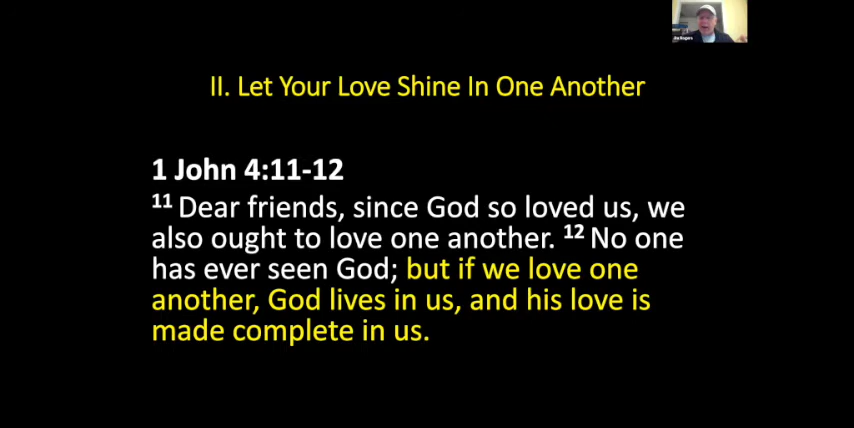 Jim Rogers
II. Let Your Love Shine In One Another
1 John 4:11-12
11 Dear friends, since God so loved us, we
also ought to love one another. 12 No one
has ever seen God; but if we love one
another, God lives in us, and his love is
made complete in us.